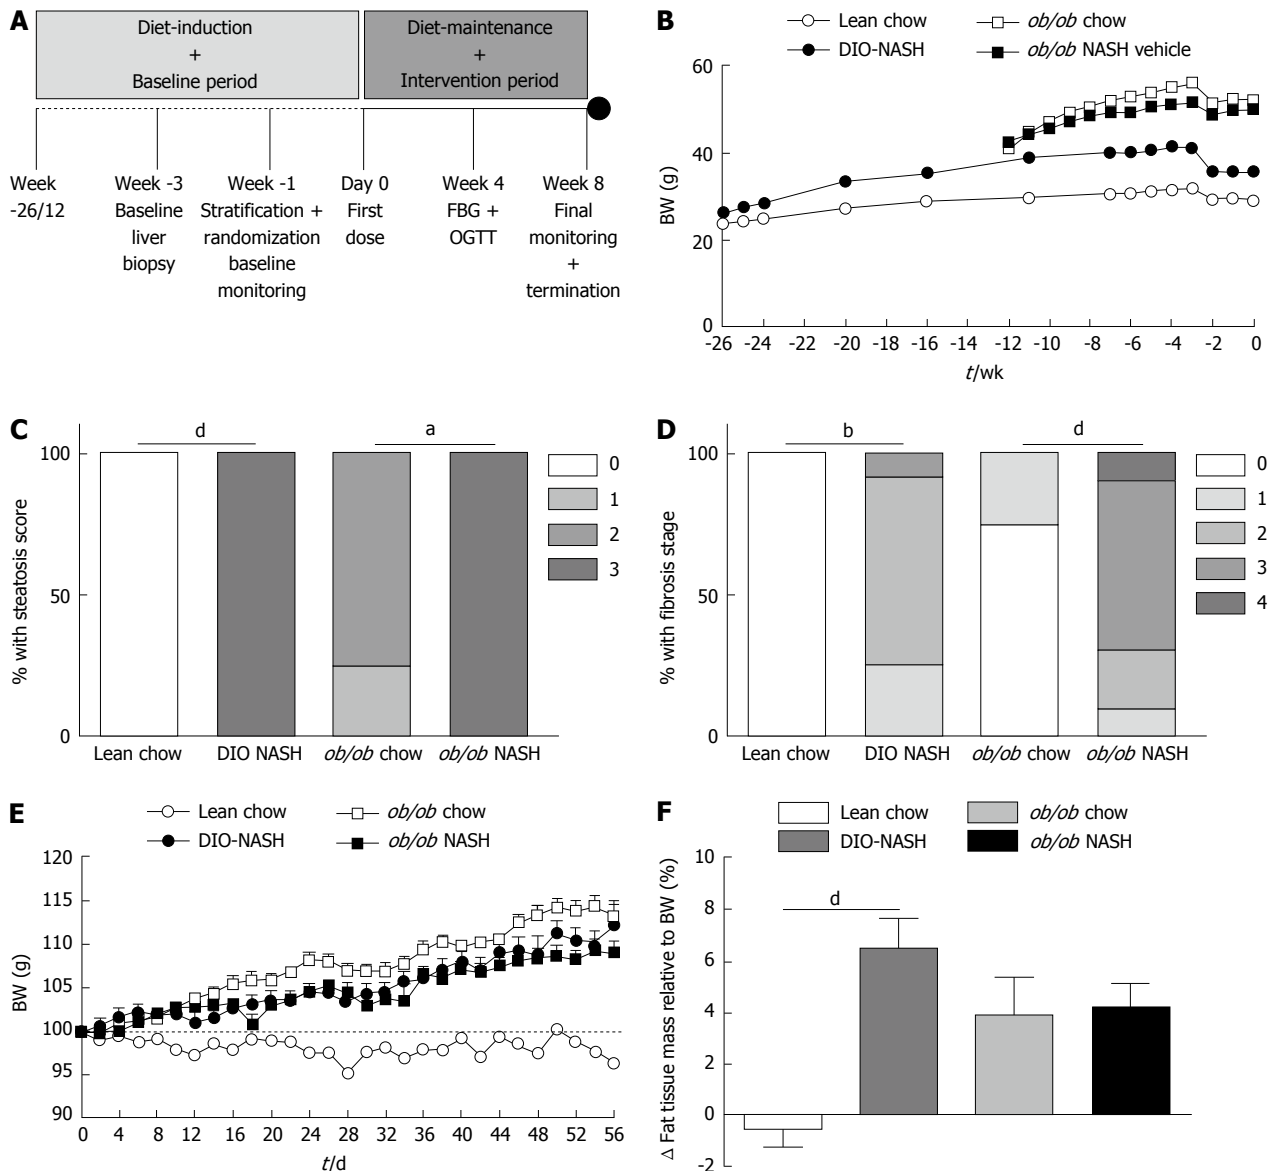 A
Diet-induction
+
Baseline period
Diet-maintenance
+
Intervention period
Week
-26/12
Week -3
Baseline
liver
biopsy
Week -1
Stratification +
randomization
baseline
monitoring
Day 0
First
dose
Week 4
FBG +
OGTT
Week 8
Final
monitoring
+
termination
B
Lean chow
DIO-NASH
ob/ob chow
ob/ob NASH vehicle
BW (g)
60
40
20
0
-26 -24 -22 -20 -18 -16 -14 -12 -10 -8 -6 -4 -2 0
t/wk
C
d
a
% with steatosis score
100
50
0
Lean chow DIO NASH ob/ob chow ob/ob NASH
0
1
2
3
D
b
d
% with fibrosis stage
100
50
0
Lean chow DIO NASH ob/ob chow ob/ob NASH
0
1
2
3
4
E
Lean chow
DIO-NASH
ob/ob chow
ob/ob NASH
BW (g)
120
115
110
105
100
95
90
0 4 8 12 16 20 24 28 32 36 40 44 48 52 56
t/d
F
Lean chow
DIO-NASH
ob/ob chow
ob/ob NASH
Δ Fat tissue mass relative to BW (%)
10
8
6
4
2
0
-2
d